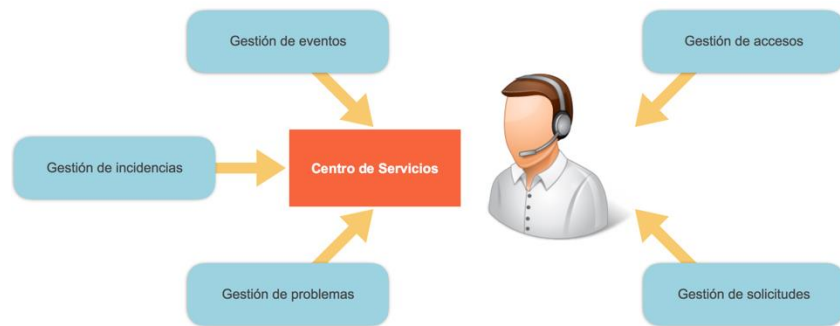 Gestión de eventos
Gestión de accesos
Gestión de incidencias
Centro de Servicios
Gestión de problemas
Gestión de solicitudes